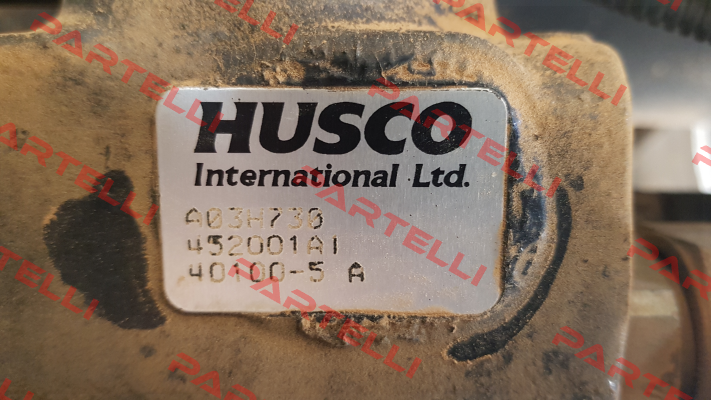 HUSCO
International Ltd.
A03H730
452001A1
40100-5 A
PARTELLI
PARTELLI
PARTELLI
PARTELLI
PARTELLI
PARTELLI
PARTELLI